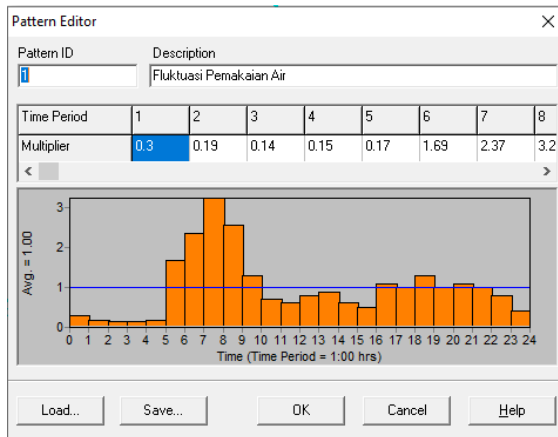 Pattern Editor
Pattern ID Description
1 Fluktuasi Pemakaian Air
Time Period 1 2 3 4 5 6 7 8
Multiplier 0.3 0.19 0.14 0.15 0.17 1.69 2.37 3.2
3
2
1
0
Avg. = 1.00
0 1 2 3 4 5 6 7 8 9 10 11 12 13 14 15 16 17 18 19 20 21 22 23 24
Time (Time Period = 1:00 hrs)
Load... Save... OK Cancel Help